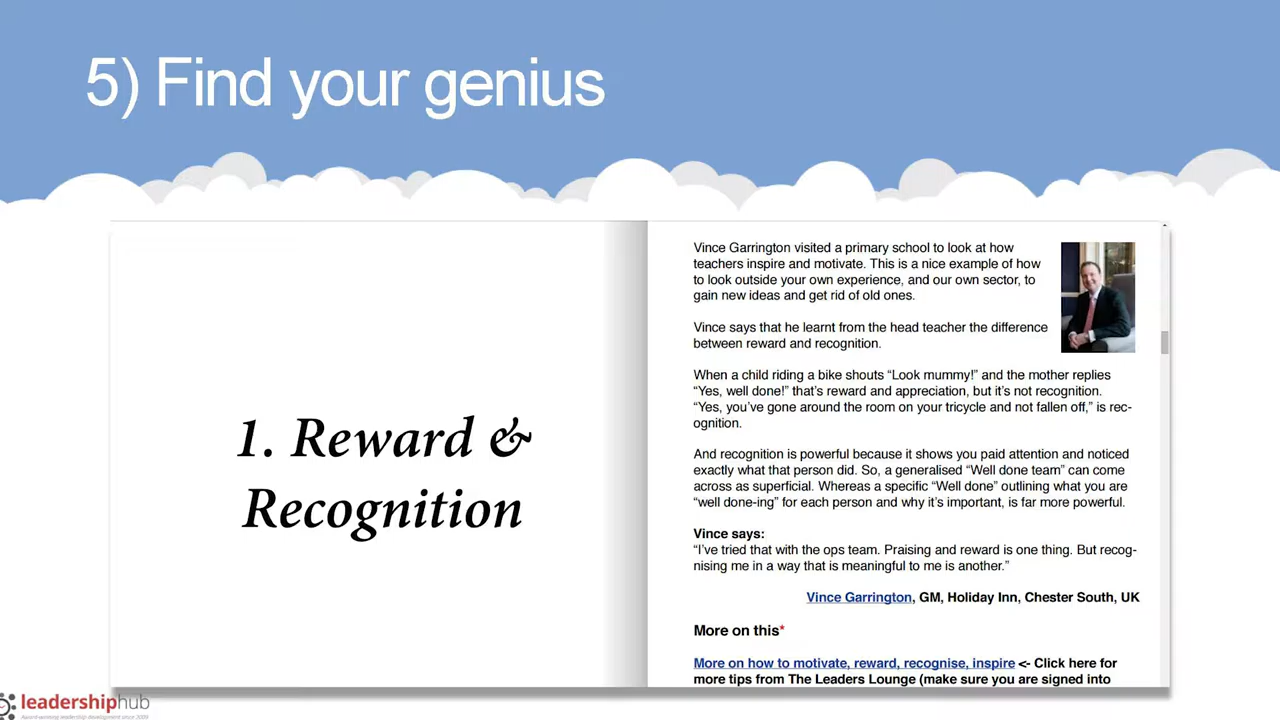 5) Find your genius
1. Reward &
Recognition
Vince Garrington visited a primary school to look at how
teachers inspire and motivate. This is a nice example of how
to look outside your own experience, and our own sector, to
gain new ideas and get rid of old ones.
Vince says that he learnt from the head teacher the difference
between reward and recognition.
When a child riding a bike shouts “Look mummy!” and the mother replies
“Yes, well done!” that’s reward and appreciation, but it’s not recognition.
“Yes, you’ve gone around the room on your tricycle and not fallen off,” is rec-
ognition.
And recognition is powerful because it shows you paid attention and noticed
exactly what that person did. So, a generalised “Well done team” can come
across as superficial. Whereas a specific “Well done” outlining what you are
“well done-ing” for each person and why it’s important, is far more powerful.
Vince says:
“I’ve tried that with the ops team. Praising and reward is one thing. But recog-
nising me in a way that is meaningful to me is another.”
Vince Garrington, GM, Holiday Inn, Chester South, UK
More on this*
More on how to motivate, reward, recognise, inspire <- Click here for
more tips from The Leaders Lounge (make sure you are signed into
leadershiphub
Award-winning leadership development since 2003